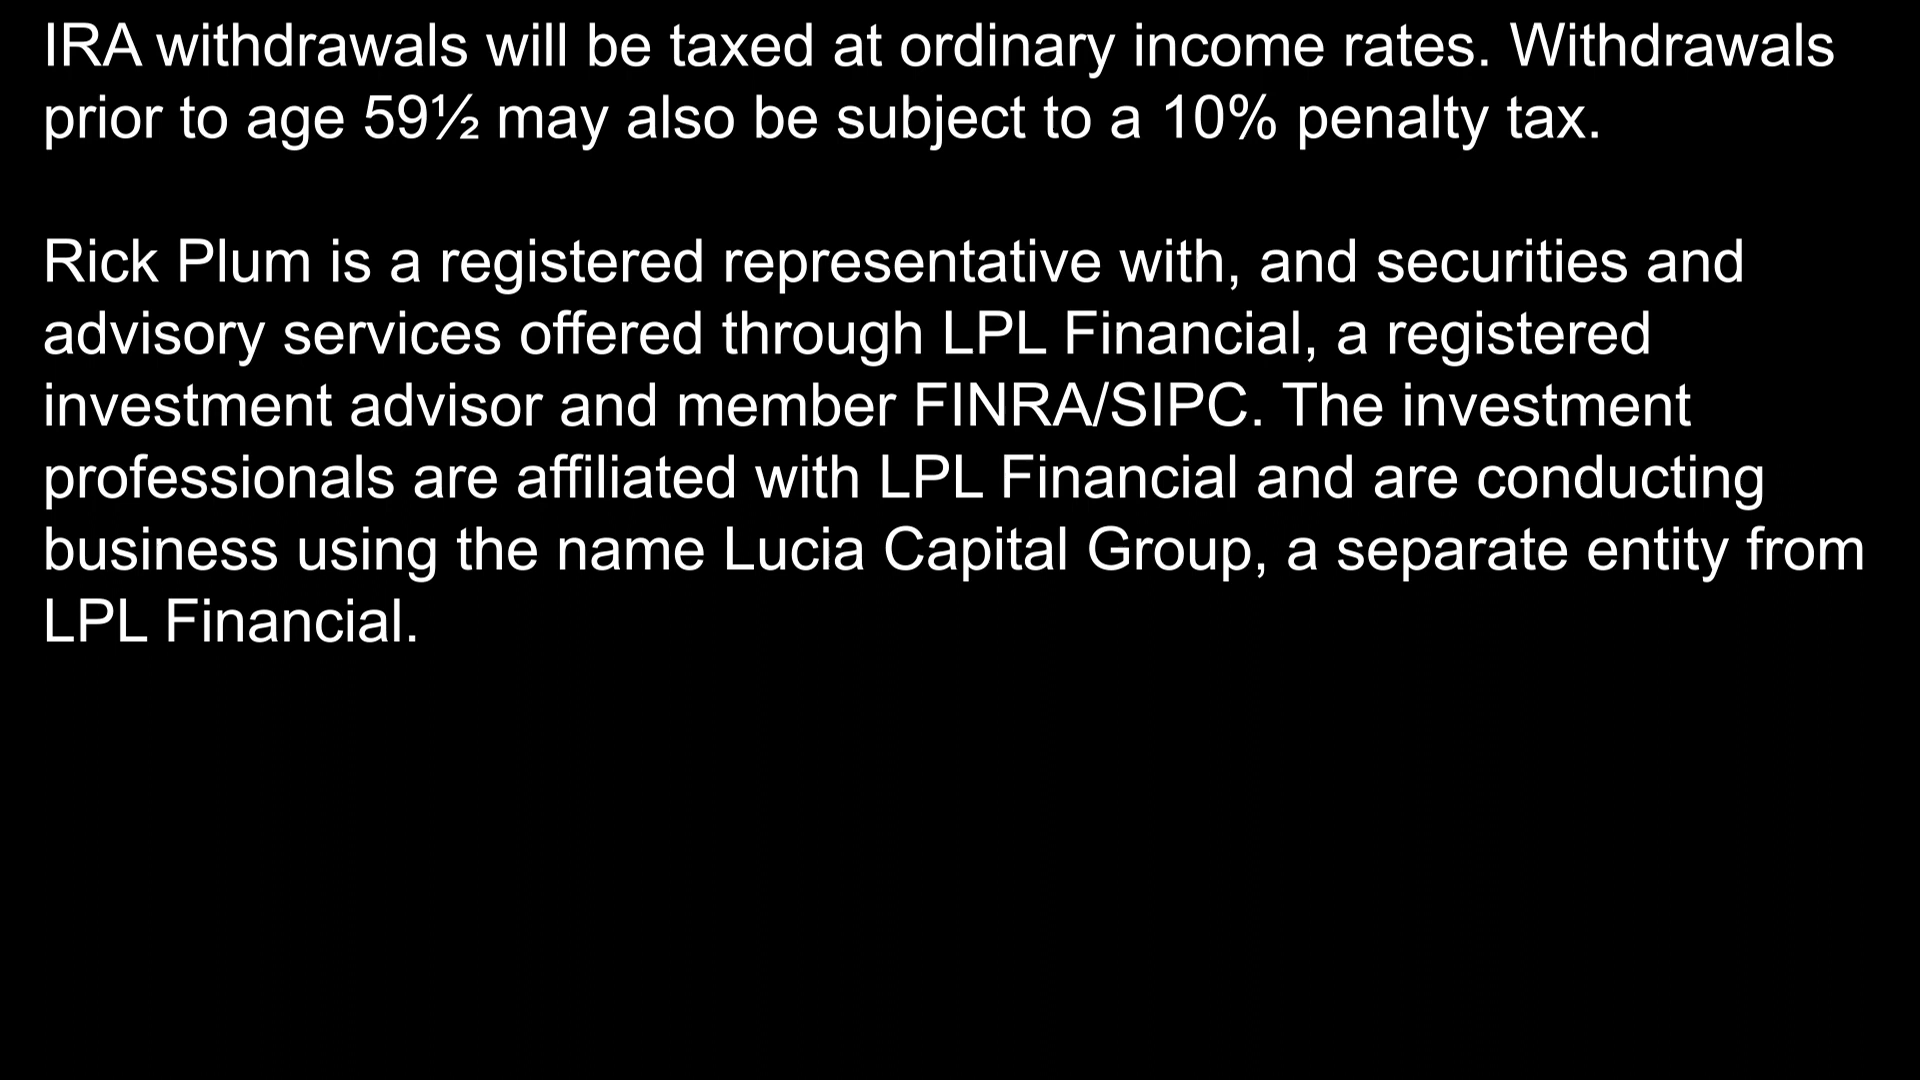 IRA withdrawals will be taxed at ordinary income rates. Withdrawals
prior to age 59½ may also be subject to a 10% penalty tax.
Rick Plum is a registered representative with, and securities and
advisory services offered through LPL Financial, a registered
investment advisor and member FINRA/SIPC. The investment
professionals are affiliated with LPL Financial and are conducting
business using the name Lucia Capital Group, a separate entity from
LPL Financial.